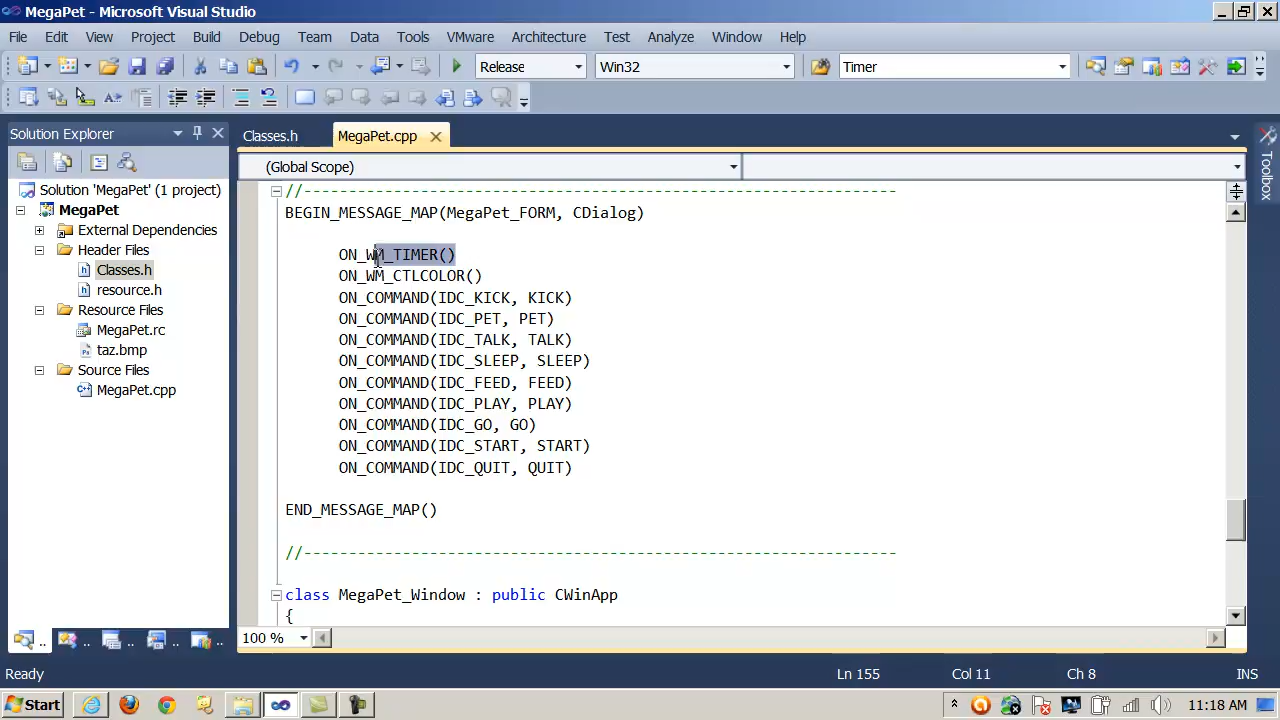 MegaPet - Microsoft Visual Studio
File Edit View Project Build Debug Team Data Tools VMware Architecture Test Analyze Window Help
Release Win32 Timer
Solution Explorer
Classes.h MegaPet.cpp
Toolbox
(Global Scope)
Solution 'MegaPet' (1 project)
MegaPet
External Dependencies
Header Files
Classes.h
resource.h
Resource Files
MegaPet.rc
taz.bmp
Source Files
MegaPet.cpp
//------------------------------------------------------------------
BEGIN_MESSAGE_MAP(MegaPet_FORM, CDialog)
ON_WM_TIMER()
ON_WM_CTLCOLOR()
ON_COMMAND(IDC_KICK, KICK)
ON_COMMAND(IDC_PET, PET)
ON_COMMAND(IDC_TALK, TALK)
ON_COMMAND(IDC_SLEEP, SLEEP)
ON_COMMAND(IDC_FEED, FEED)
ON_COMMAND(IDC_PLAY, PLAY)
ON_COMMAND(IDC_GO, GO)
ON_COMMAND(IDC_START, START)
ON_COMMAND(IDC_QUIT, QUIT)
END_MESSAGE_MAP()
//------------------------------------------------------------------
class MegaPet_Window : public CWinApp
{
100 %
Ready Ln 155 Col 11 Ch 8 INS
Start 11:18 AM